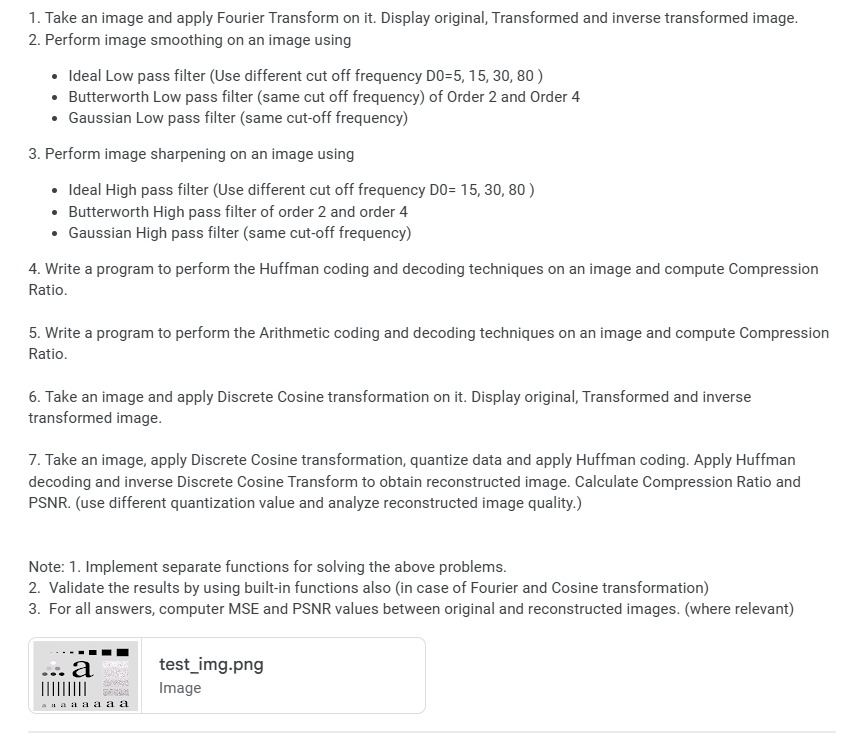 1. Take an image and apply Fourier Transform on it. Display original, Transformed and inverse transformed image.
2. Perform image smoothing on an image using
• Ideal Low pass filter (Use different cut off frequency D0=5, 15, 30, 80 )
• Butterworth Low pass filter (same cut off frequency) of Order 2 and Order 4
• Gaussian Low pass filter (same cut-off frequency)
3. Perform image sharpening on an image using
• Ideal High pass filter (Use different cut off frequency D0= 15, 30, 80 )
• Butterworth High pass filter of order 2 and order 4
• Gaussian High pass filter (same cut-off frequency)
4. Write a program to perform the Huffman coding and decoding techniques on an image and compute Compression
Ratio.
5. Write a program to perform the Arithmetic coding and decoding techniques on an image and compute Compression
Ratio.
6. Take an image and apply Discrete Cosine transformation on it. Display original, Transformed and inverse
transformed image.
7. Take an image, apply Discrete Cosine transformation, quantize data and apply Huffman coding. Apply Huffman
decoding and inverse Discrete Cosine Transform to obtain reconstructed image. Calculate Compression Ratio and
PSNR. (use different quantization value and analyze reconstructed image quality.)
Note: 1. Implement separate functions for solving the above problems.
2. Validate the results by using built-in functions also (in case of Fourier and Cosine transformation)
3. For all answers, computer MSE and PSNR values between original and reconstructed images. (where relevant)
a
a a a a a a a a
test_img.png
Image